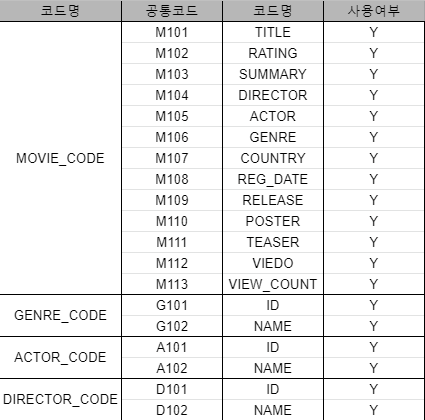 코드명 공통코드 코드명 사용여부
M101 TITLE Y
M102 RATING Y
M103 SUMMARY Y
M104 DIRECTOR Y
M105 ACTOR Y
M106 GENRE Y
MOVIE_CODE M107 COUNTRY Y
M108 REG_DATE Y
M109 RELEASE Y
M110 POSTER Y
M111 TEASER Y
M112 VIEDO Y
M113 VIEW_COUNT Y
GENRE_CODE G101 ID Y
G102 NAME Y
ACTOR_CODE A101 ID Y
A102 NAME Y
DIRECTOR_CODE D101 ID Y
D102 NAME Y